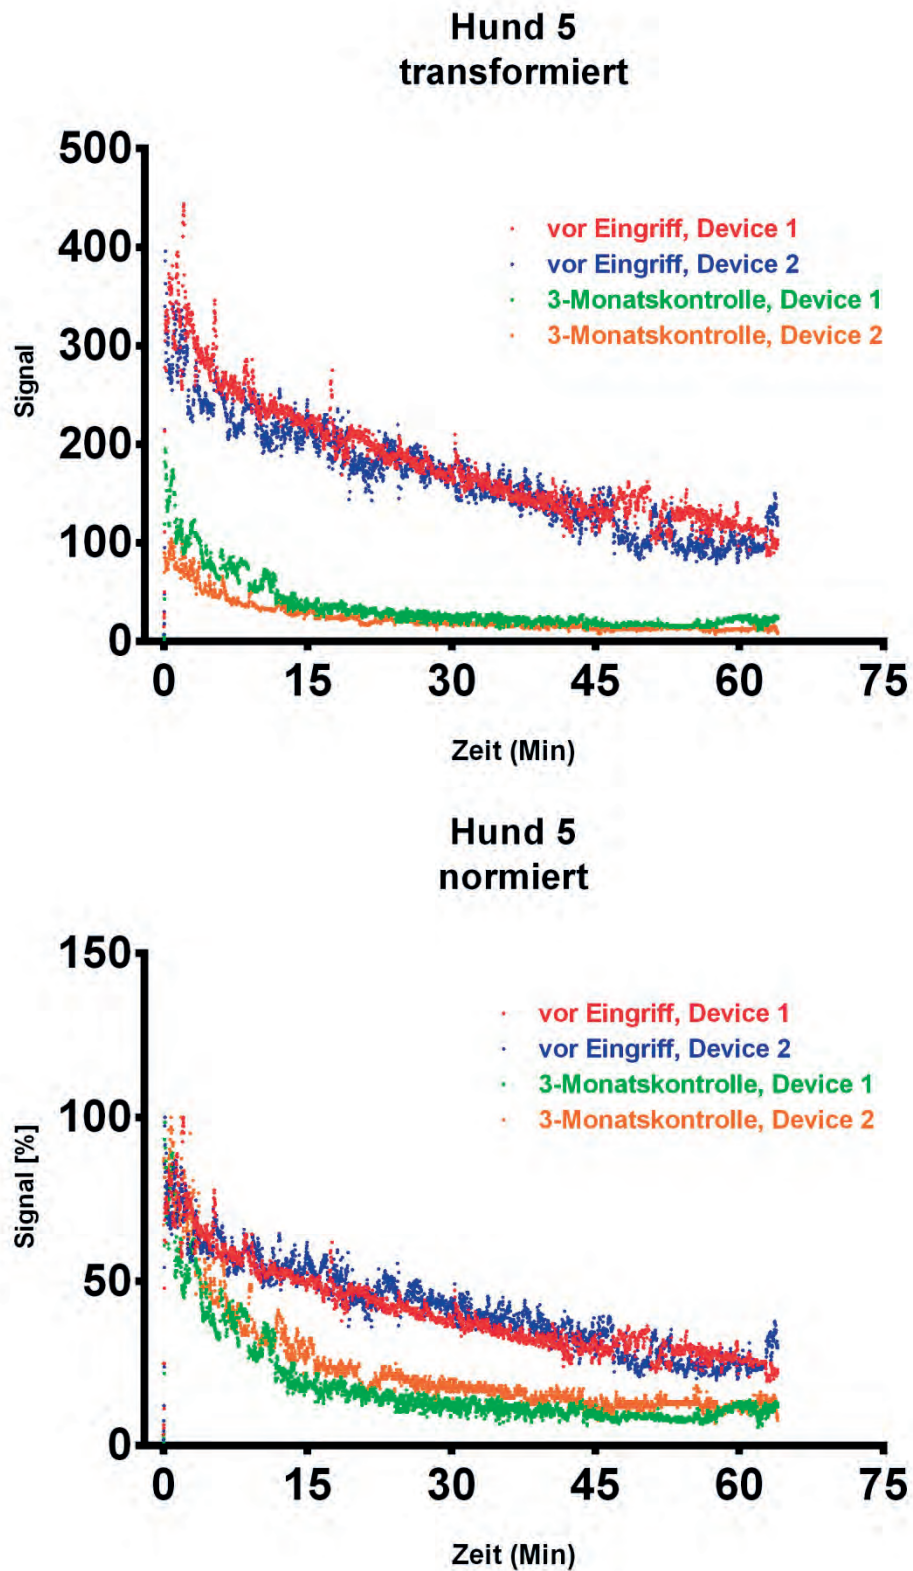 Hund 5
transformiert
500
400
300
200
100
0
Signal
vor Eingriff, Device 1
vor Eingriff, Device 2
3-Monatskontrolle, Device 1
3-Monatskontrolle, Device 2
0 15 30 45 60 75
Zeit (Min)
Hund 5
normiert
150
100
50
0
Signal [%]
vor Eingriff, Device 1
vor Eingriff, Device 2
3-Monatskontrolle, Device 1
3-Monatskontrolle, Device 2
0 15 30 45 60 75
Zeit (Min)